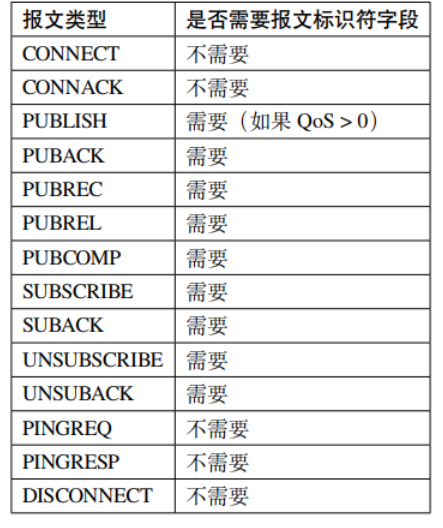 报文类型 是否需要报文标识符字段
CONNECT 不需要
CONNACK 不需要
PUBLISH 需要（如果 QoS > 0）
PUBACK 需要
PUBREC 需要
PUBREL 需要
PUBCOMP 需要
SUBSCRIBE 需要
SUBACK 需要
UNSUBSCRIBE 需要
UNSUBACK 需要
PINGREQ 不需要
PINGRESP 不需要
DISCONNECT 不需要